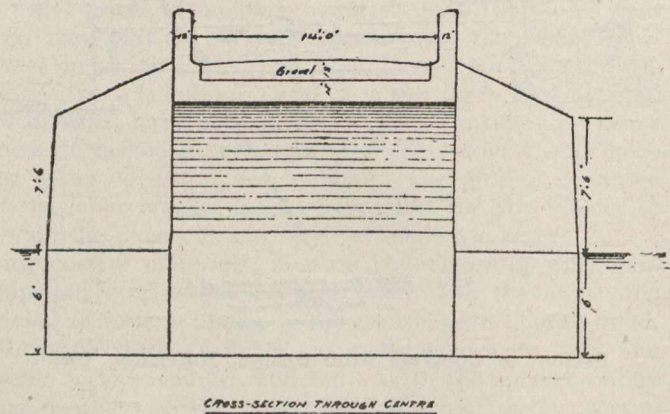 12" 14'.0" 12"
Gravel
7'.6
7'.6"
6'
6'
CROSS-SECTION THROUGH CENTRE